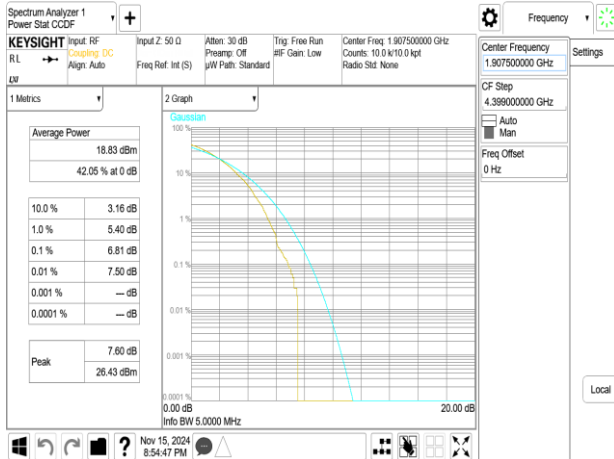 Spectrum Analyzer 1
Power Stat CCDF
+
Frequency
KEYSIGHT
RL
LXI
Input: RF
Coupling: DC
Align: Auto
Input Z: 50 Ω
Freq Ref: Int (S)
Atten: 30 dB
Preamp: Off
µW Path: Standard
Trig: Free Run
#IF Gain: Low
Center Freq: 1.907500000 GHz
Counts: 10.0 k/10.0 kpt
Radio Std: None
Center Frequency
1.907500000 GHz
Settings
CF Step
4.399000000 GHz
Auto
Man
Freq Offset
0 Hz
Local
1 Metrics
Average Power
18.83 dBm
42.05 % at 0 dB
10.0 % 3.16 dB
1.0 % 5.40 dB
0.1 % 6.81 dB
0.01 % 7.50 dB
0.001 % --- dB
0.0001 % --- dB
Peak
7.60 dB
26.43 dBm
2 Graph
Gaussian
100 %
10 %
1 %
0.1 %
0.01 %
0.001 %
0.0001 %
0.00 dB
20.00 dB
Info BW 5.0000 MHz
?
Nov 15, 2024
8:54:47 PM